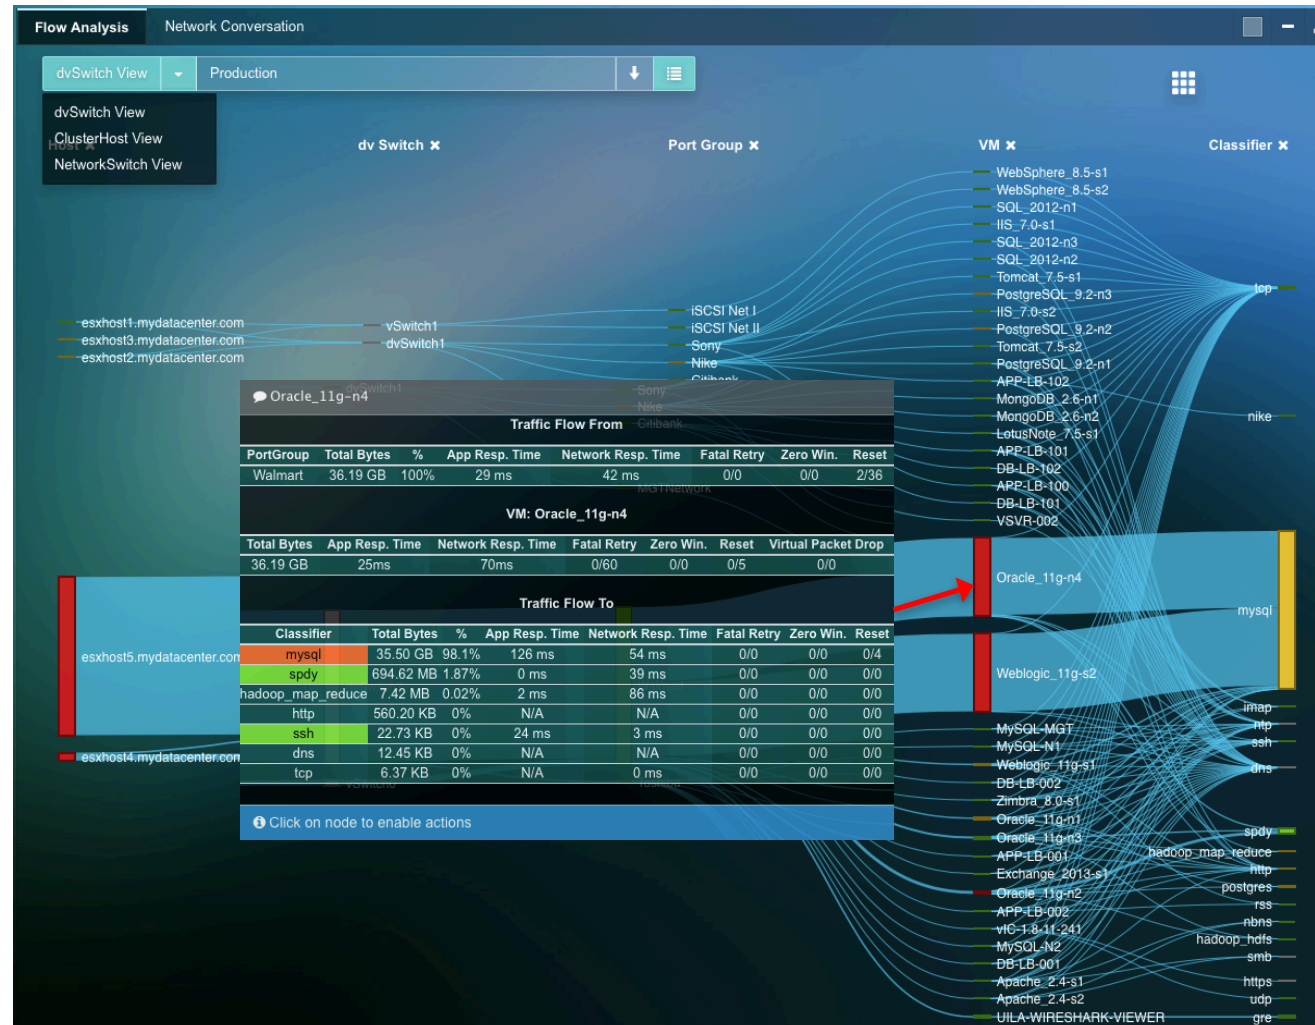 Flow Analysis Network Conversation
dvSwitch View Production
dvSwitch View
ClusterHost View
NetworkSwitch View
Host dv Switch Port Group VM Classifier
WebSphere_8.5-s1
WebSphere_8.5-s2
SQL_2012-n1
IIS_7.0-s1
SQL_2012-n3
SQL_2012-n2
Tomcat_7.5-s1
tcp
PostgreSQL_9.2-n3
iSCSI Net I
IIS_7.0-s2
esxhost1.mydatacenter.com vSwitch1 iSCSI Net II
PostgreSQL_9.2-n2
esxhost3.mydatacenter.com dvSwitch1 Sony
Tomcat_7.5-s2
esxhost2.mydatacenter.com Nike
PostgreSQL_9.2-n1
Citibank
APP-LB-102
dvSwitch1 Sony
MongoDB_2.6-n1
Nike
MongoDB_2.6-n2
nike
Citibank
LotusNote_7.5-s1
APP-LB-101
DB-LB-102
APP-LB-100
MGTNetwork
DB-LB-101
VSVR-002
Oracle_11g-n4
Traffic Flow From
PortGroup Total Bytes % App Resp. Time Network Resp. Time Fatal Retry Zero Win. Reset
Walmart 36.19 GB 100% 29 ms 42 ms 0/0 0/0 2/36
VM: Oracle_11g-n4
Total Bytes App Resp. Time Network Resp. Time Fatal Retry Zero Win. Reset Virtual Packet Drop
36.19 GB 25ms 70ms 0/60 0/0 0/5 0/0
Traffic Flow To
Classifier Total Bytes % App Resp. Time Network Resp. Time Fatal Retry Zero Win. Reset
mysql 35.50 GB 98.1% 126 ms 54 ms 0/0 0/0 0/4
spdy 694.62 MB 1.87% 0 ms 39 ms 0/0 0/0 0/0
hadoop_map_reduce 7.42 MB 0.02% 2 ms 86 ms 0/0 0/0 0/0
http 560.20 KB 0% N/A N/A 0/0 0/0 0/0
ssh 22.73 KB 0% 24 ms 3 ms 0/0 0/0 0/0
dns 12.45 KB 0% N/A N/A 0/0 0/0 0/0
tcp 6.37 KB 0% N/A 0 ms 0/0 0/0 0/0
Click on node to enable actions
Oracle_11g-n4
mysql
esxhost5.mydatacenter.com
Weblogic_11g-s2
imap
ntp
MySQL-MGT
ssh
MySQL-N1
esxhost4.mydatacenter.com
Weblogic_11g-s1
dns
DB-LB-002
Zimbra_8.0-s1
Oracle_11g-n1
spdy
Oracle_11g-n3
hadoop_map_reduce
APP-LB-001
http
Exchange_2013-s1
postgres
Oracle_11g-n2
rss
APP-LB-002
nbns
vIC-1.8-11-241
hadoop_hdfs
MySQL-N2
smb
DB-LB-001
Apache_2.4-s1
https
Apache_2.4-s2
udp
UILA-WIRESHARK-VIEWER
gre